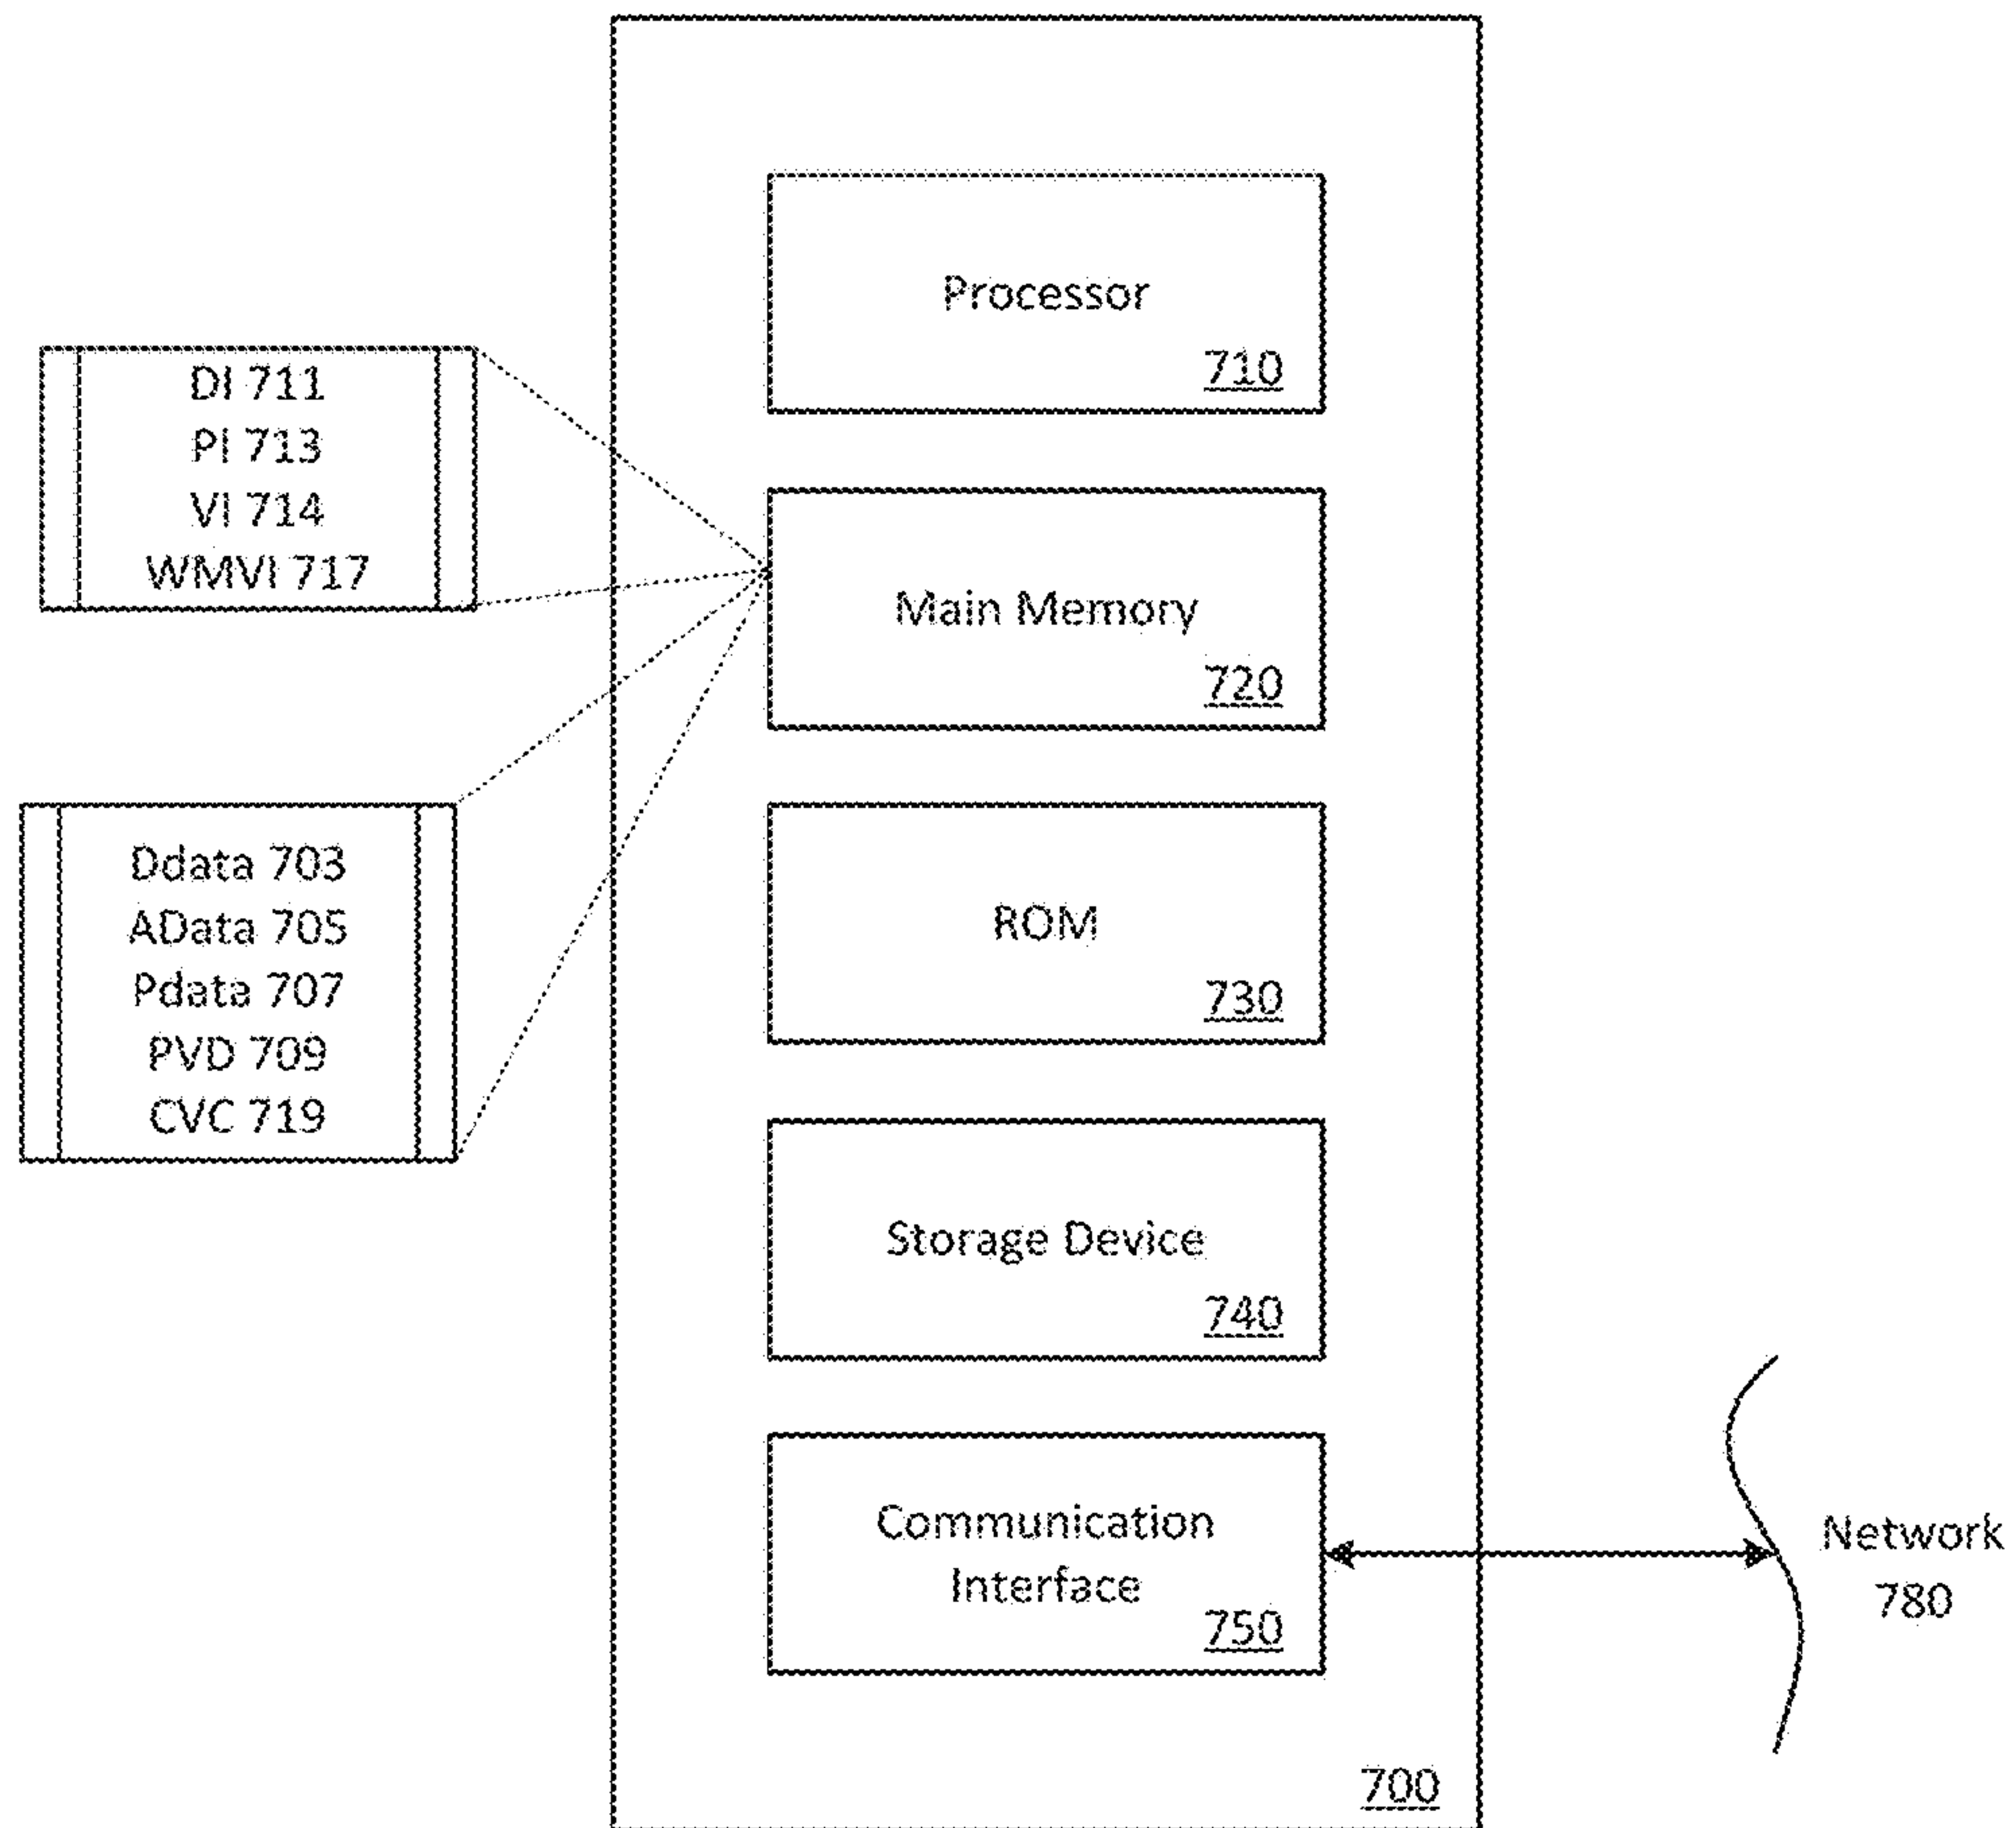 Processor
710
DI 711
PI 713
VI 714
WMVI 717
Main Memory
720
Ddata 703
AData 705
Pdata 707
PVD 709
CVC 719
ROM
730
Storage Device
740
Communication
Interface
750
Network
780
700